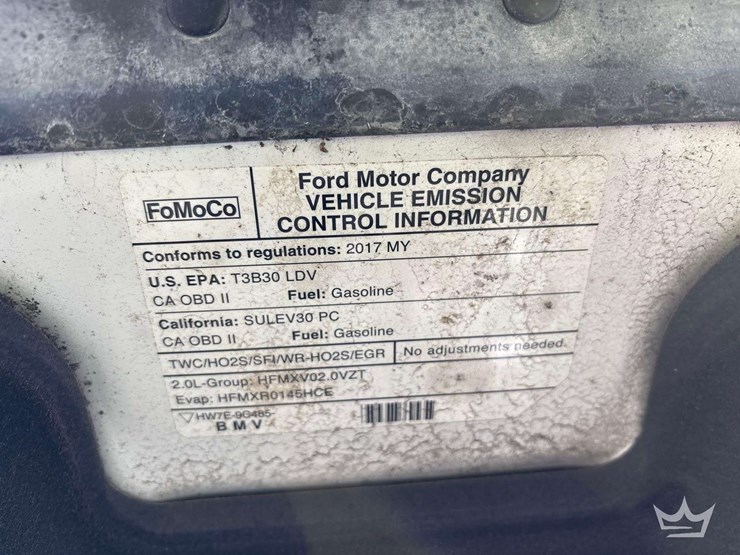 FoMoCo
Ford Motor Company
VEHICLE EMISSION
CONTROL INFORMATION
Conforms to regulations: 2017 MY
U.S. EPA: T3B30 LDV
CA OBD II Fuel: Gasoline
California: SULEV30 PC
CA OBD II Fuel: Gasoline
TWC/HO2S/SFI/WR-HO2S/EGR No adjustments needed.
2.0L-Group: HFMXV02.0VZT
Evap: HFMXR0145HCE
HW7E-9C485-
BMV